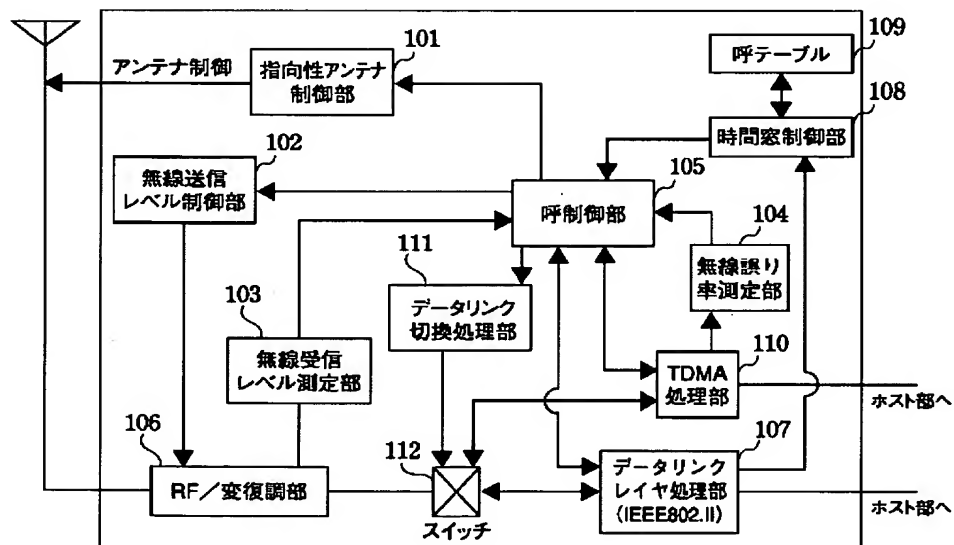 109
呼テーブル
101
アンテナ制御
指向性アンテナ
制御部
108
時間窓制御部
102
無線送信
レベル制御部
105
呼制御部
104
無線誤り
率測定部
111
データリンク
切換処理部
103
無線受信
レベル測定部
110
TDMA
処理部
ホスト部へ
106
RF/変復調部
112
スイッチ
107
データリンク
レイヤ処理部
(IEEE802.II)
ホスト部へ